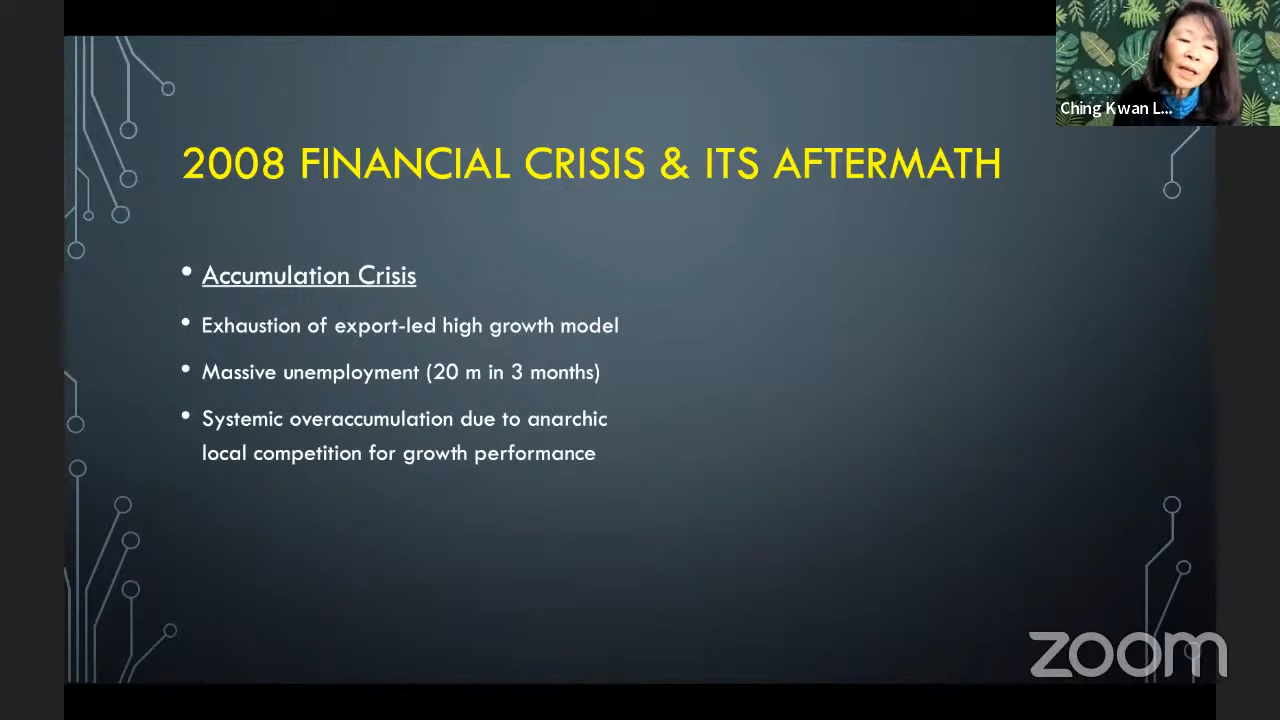 Ching Kwan L...
2008 FINANCIAL CRISIS & ITS AFTERMATH
• Accumulation Crisis
• Exhaustion of export-led high growth model
• Massive unemployment (20 m in 3 months)
• Systemic overaccumulation due to anarchic
local competition for growth performance
zoom